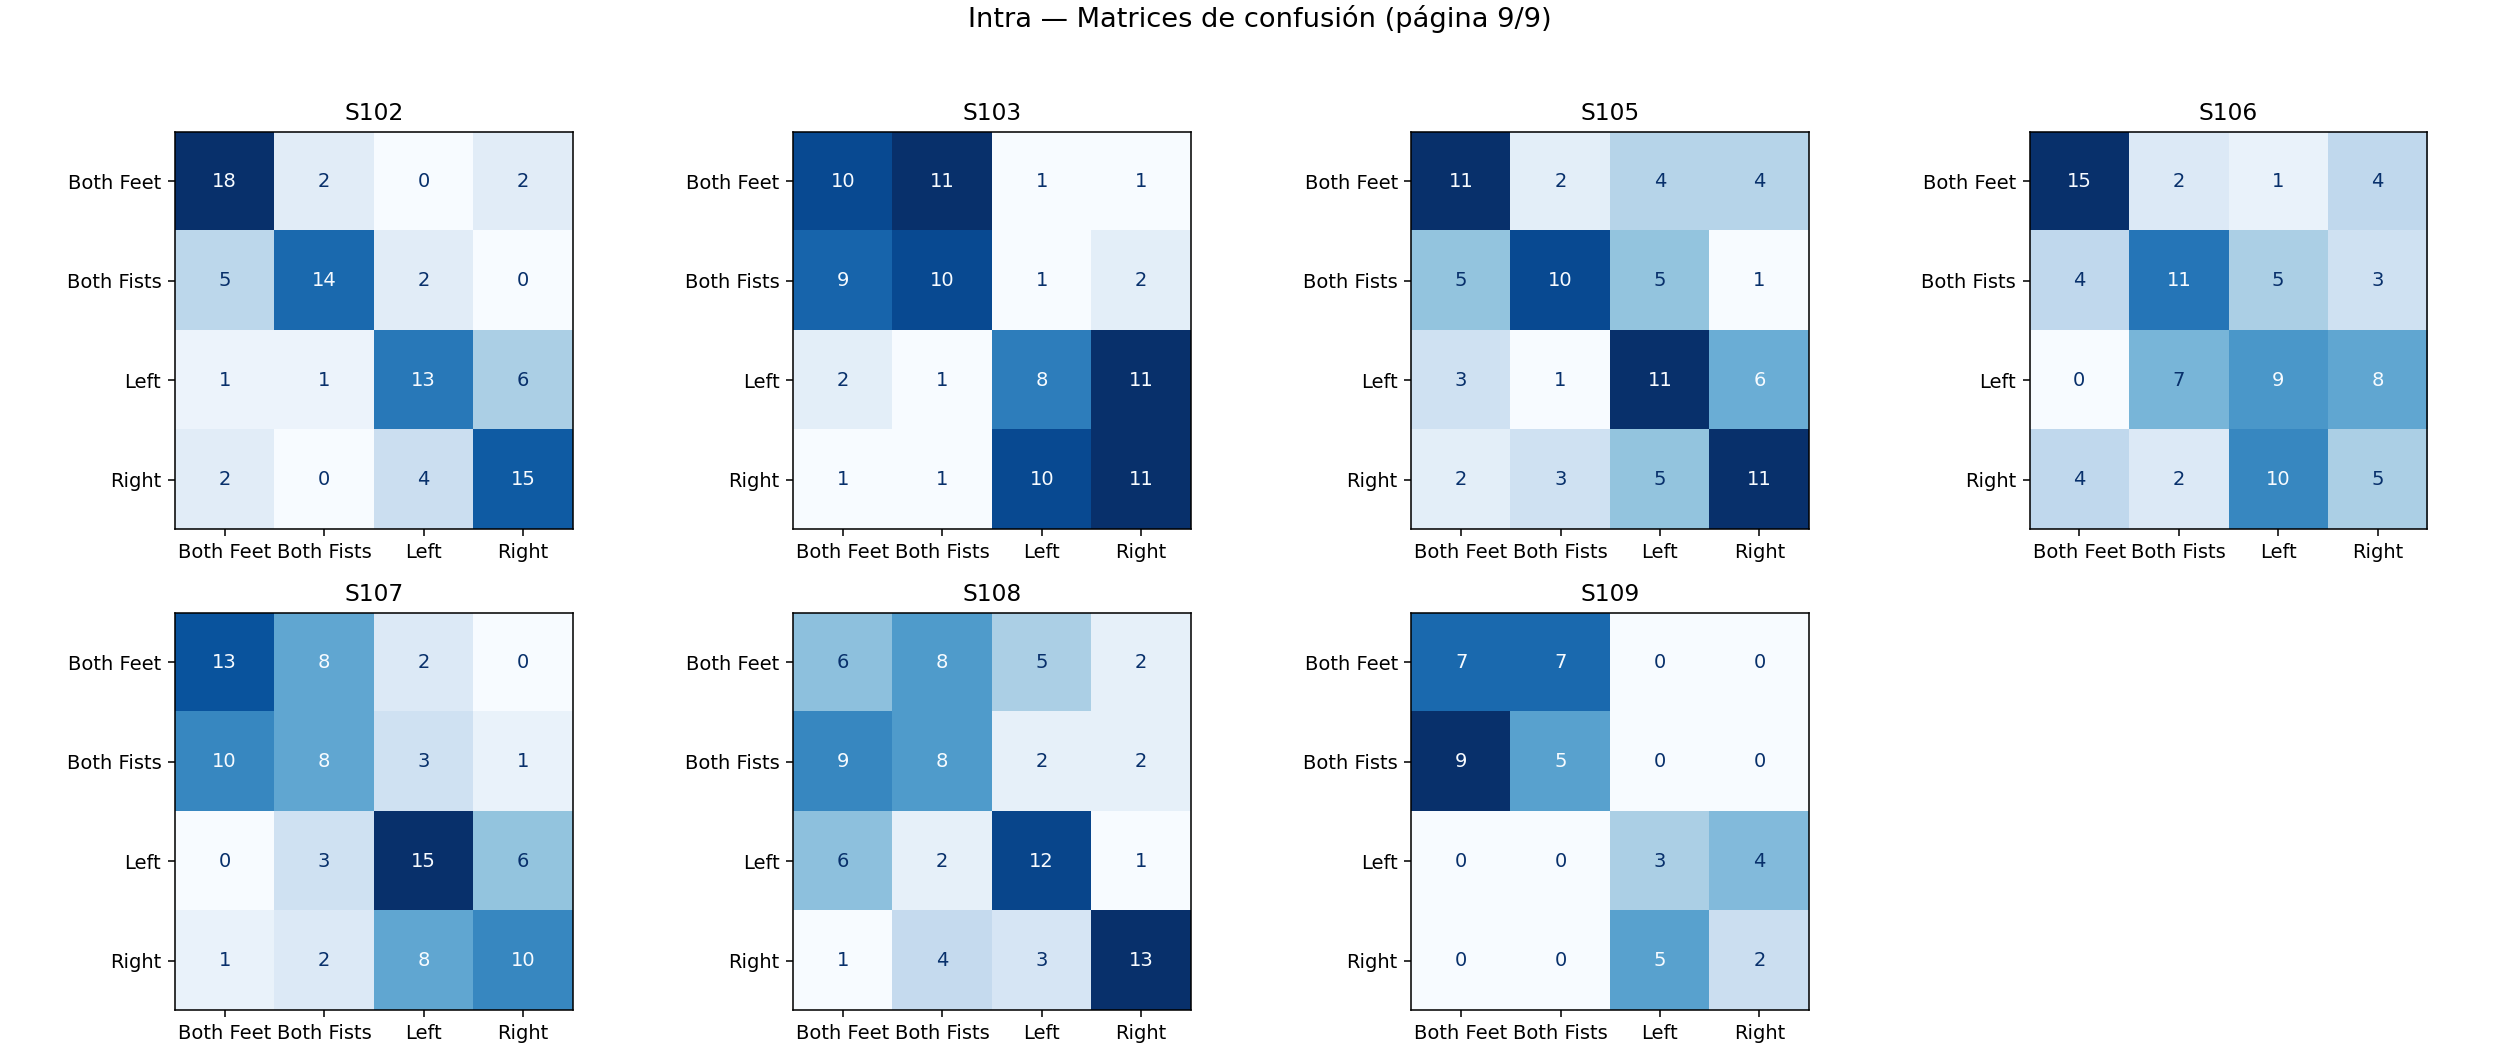 Intra — Matrices de confusión (página 9/9)
S102 S103 S105 S106
Both Feet 18 2 0 2 Both Feet 10 11 1 1 Both Feet 11 2 4 4 Both Feet 15 2 1 4
Both Fists 5 14 2 0 Both Fists 9 10 1 2 Both Fists 5 10 5 1 Both Fists 4 11 5 3
Left 1 1 13 6 Left 2 1 8 11 Left 3 1 11 6 Left 0 7 9 8
Right 2 0 4 15 Right 1 1 10 11 Right 2 3 5 11 Right 4 2 10 5
Both Feet Both Fists Left Right Both Feet Both Fists Left Right Both Feet Both Fists Left Right Both Feet Both Fists Left Right
S107 S108 S109
Both Feet 13 8 2 0 Both Feet 6 8 5 2 Both Feet 7 7 0 0
Both Fists 10 8 3 1 Both Fists 9 8 2 2 Both Fists 9 5 0 0
Left 0 3 15 6 Left 6 2 12 1 Left 0 0 3 4
Right 1 2 8 10 Right 1 4 3 13 Right 0 0 5 2
Both Feet Both Fists Left Right Both Feet Both Fists Left Right Both Feet Both Fists Left Right